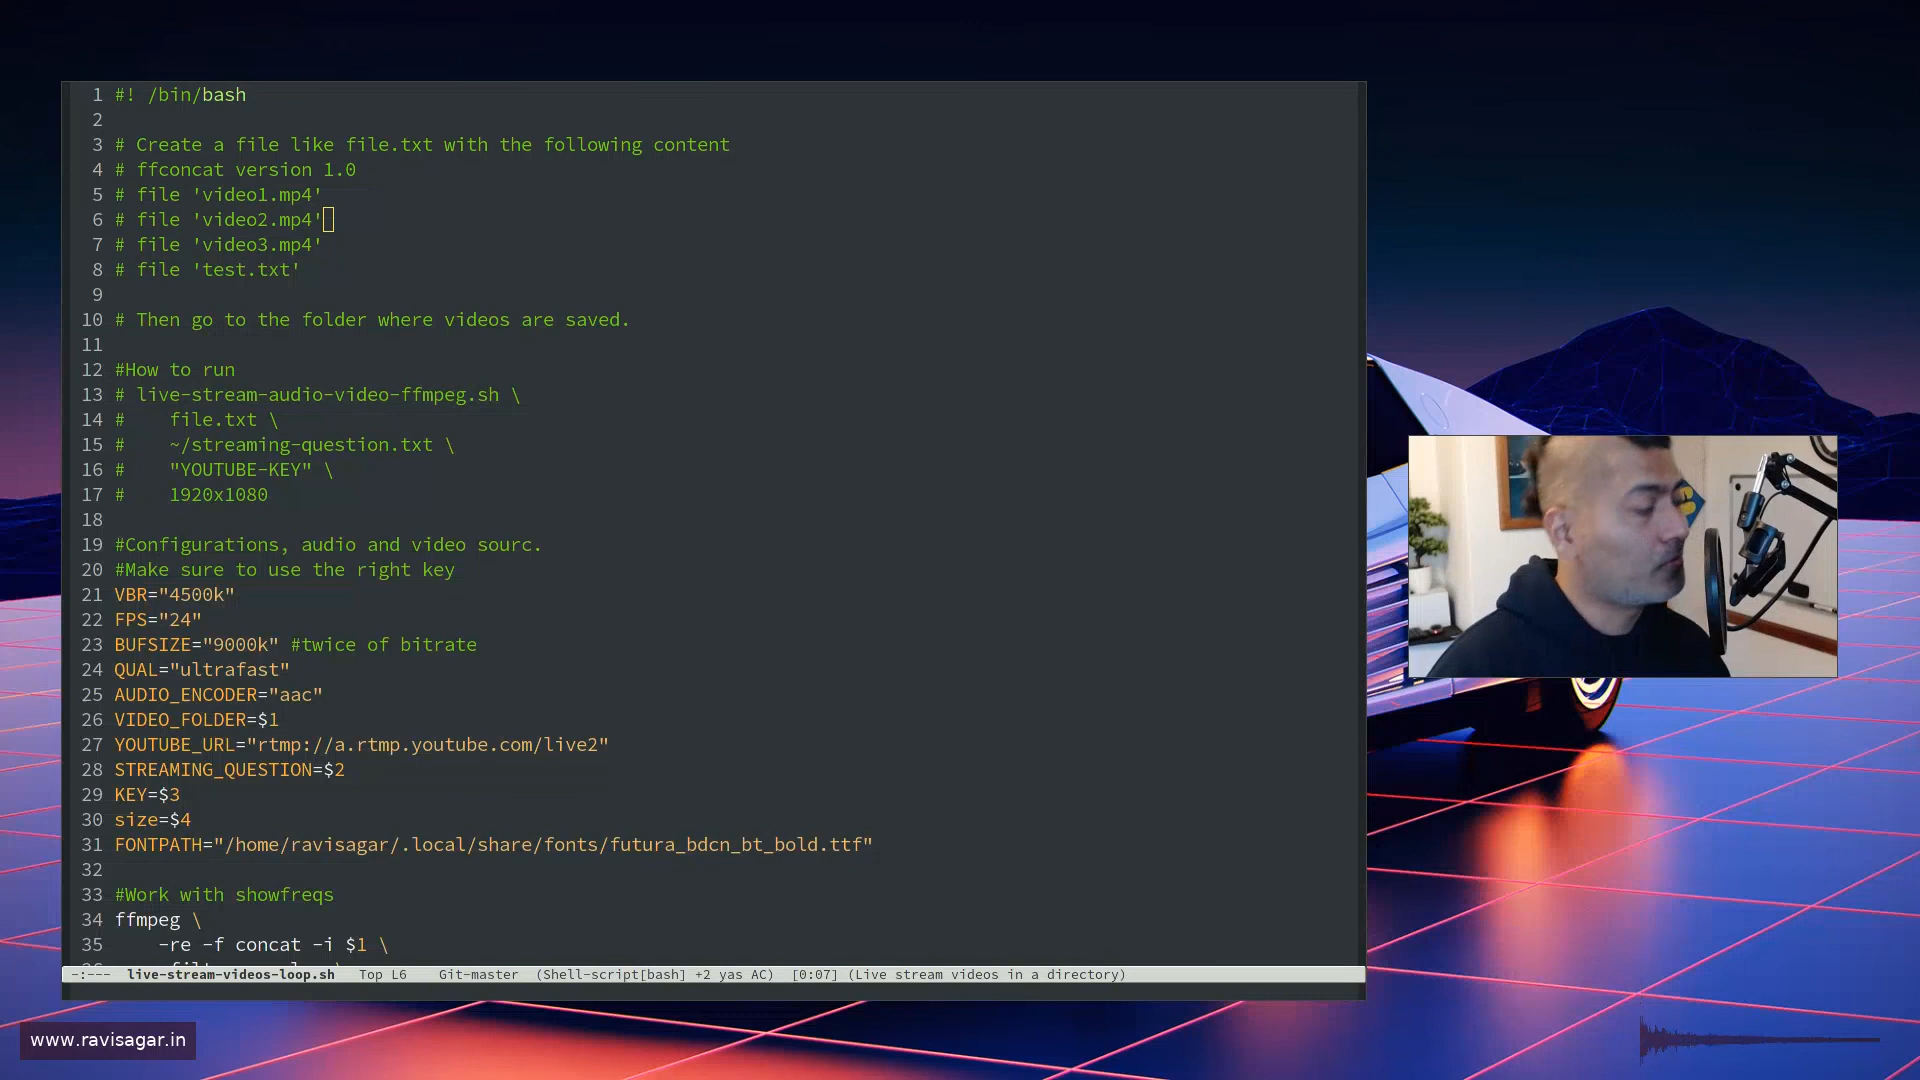 1 #! /bin/bash
2
3 # Create a file like file.txt with the following content
4 # ffconcat version 1.0
5 # file 'video1.mp4'
6 # file 'video2.mp4'
7 # file 'video3.mp4'
8 # file 'test.txt'
9
10 # Then go to the folder where videos are saved.
11
12 #How to run
13 # live-stream-audio-video-ffmpeg.sh \
14 #    file.txt \
15 #    ~/streaming-question.txt \
16 #    "YOUTUBE-KEY" \
17 #    1920x1080
18
19 #Configurations, audio and video sourc.
20 #Make sure to use the right key
21 VBR="4500k"
22 FPS="24"
23 BUFSIZE="9000k" #twice of bitrate
24 QUAL="ultrafast"
25 AUDIO_ENCODER="aac"
26 VIDEO_FOLDER=$1
27 YOUTUBE_URL="rtmp://a.rtmp.youtube.com/live2"
28 STREAMING_QUESTION=$2
29 KEY=$3
30 size=$4
31 FONTPATH="/home/ravisagar/.local/share/fonts/futura_bdcn_bt_bold.ttf"
32
33 #Work with showfreqs
34 ffmpeg \
35     -re -f concat -i $1 \
-:--- live-stream-videos-loop.sh Top L6 Git-master (Shell-script[bash] +2 yas AC) [0:07] (Live stream videos in a directory)
www.ravisagar.in